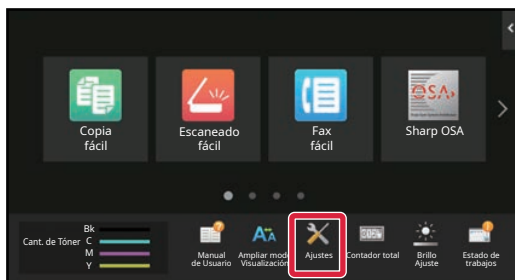 Copia
fácil
Escaneado
fácil
Fax
fácil
OSA
Sharp OSA
Cant. de Tóner
Bk
C
M
Y
Manual
de Usuario
Ampliar modo
Visualización
Ajustes
Contador total
Brillo
Ajuste
Estado de
trabajos